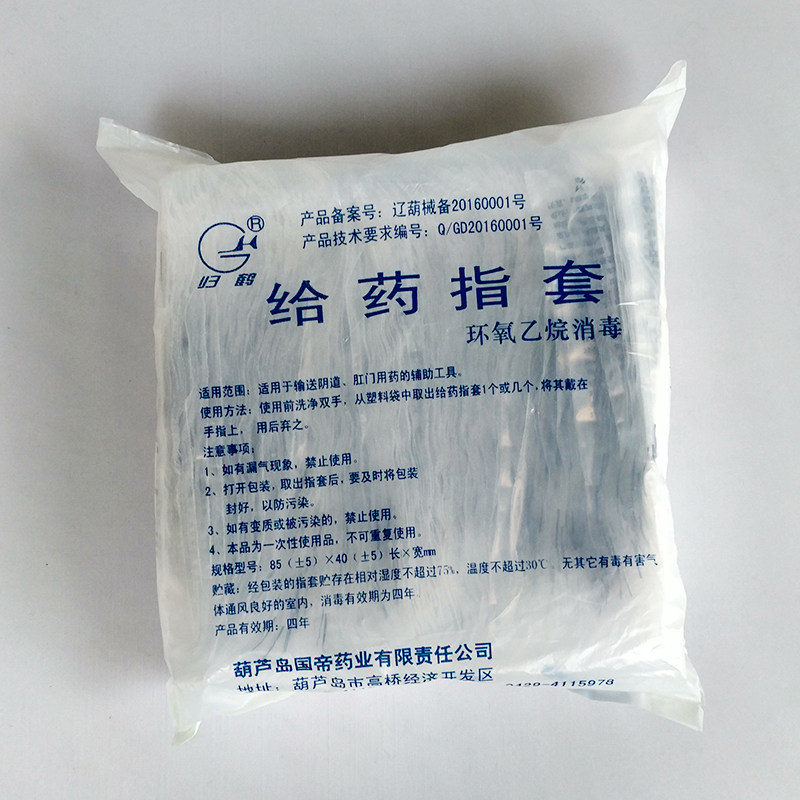 产品备案号：辽葫械备20160001号
产品技术要求编号：Q/GD20160001号
R
归鹤
给药指套
环氧乙烷消毒
适用范围：适用于输送阴道、肛门用药的辅助工具。
使用方法：使用前洗净双手，从塑料袋中取出给药指套1个或几个，将其戴在
手指上，用后弃之。
注意事项：
1、如有漏气现象，禁止使用。
2、打开包装，取出指套后，要及时将包装
封好，以防污染。
3、如有变质或被污染的，禁止使用。
4、本品为一次性使用品，不可重复使用。
规格型号：85（±5）×40（±5）长×宽mm
贮藏：经包装的指套贮存在相对湿度不超过75%，温度不超过30℃、无其它有毒有害气
体通风良好的室内，消毒有效期为四年。
产品有效期：四年
葫芦岛国帝药业有限责任公司
地址：葫芦岛市高桥经济开发区
0429-4115978